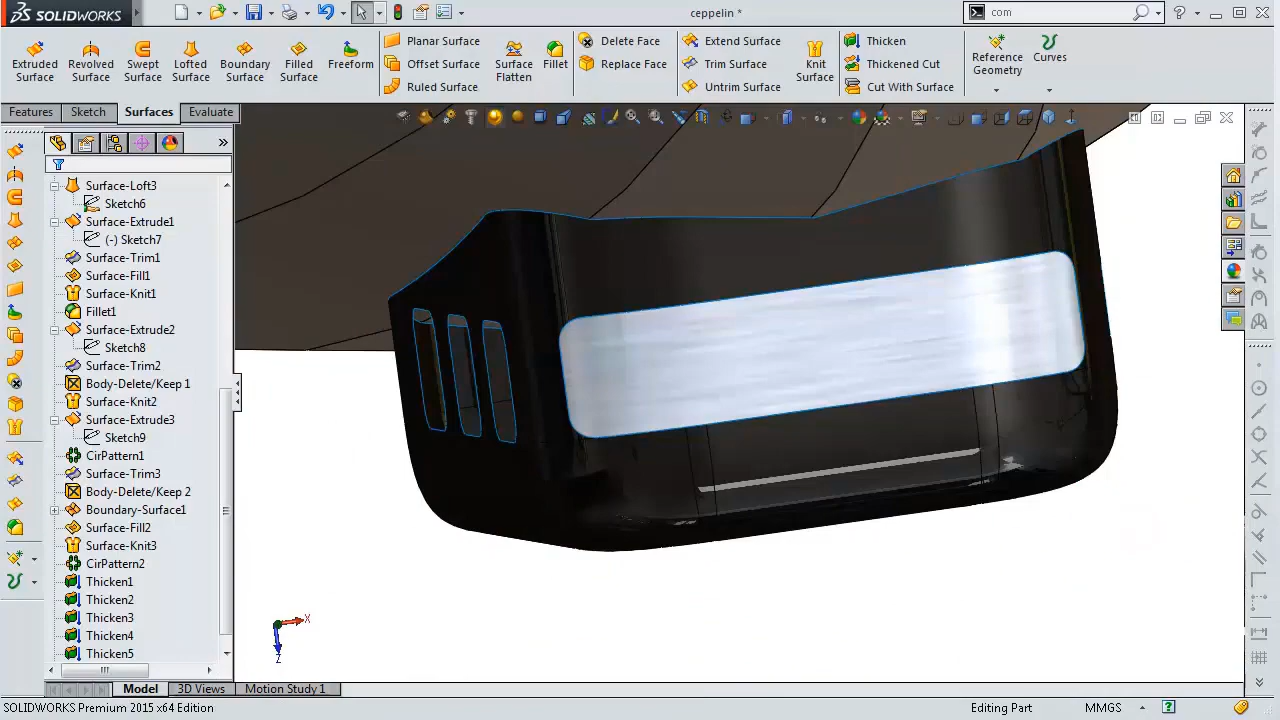 SOLIDWORKS
ceppelin *
com
Extruded Surface
Revolved Surface
Swept Surface
Lofted Surface
Boundary Surface
Filled Surface
Freeform
Planar Surface
Offset Surface
Ruled Surface
Surface Flatten
Fillet
Delete Face
Replace Face
Extend Surface
Trim Surface
Untrim Surface
Knit Surface
Thicken
Thickened Cut
Cut With Surface
Reference Geometry
Curves
Features
Sketch
Surfaces
Evaluate
Surface-Loft3
Sketch6
Surface-Extrude1
(-) Sketch7
Surface-Trim1
Surface-Fill1
Surface-Knit1
Fillet1
Surface-Extrude2
Sketch8
Surface-Trim2
Body-Delete/Keep 1
Surface-Knit2
Surface-Extrude3
Sketch9
CirPattern1
Surface-Trim3
Body-Delete/Keep 2
Boundary-Surface1
Surface-Fill2
Surface-Knit3
CirPattern2
Thicken1
Thicken2
Thicken3
Thicken4
Thicken5
X
Z
Model
3D Views
Motion Study 1
SOLIDWORKS Premium 2015 x64 Edition
Editing Part
MMGS